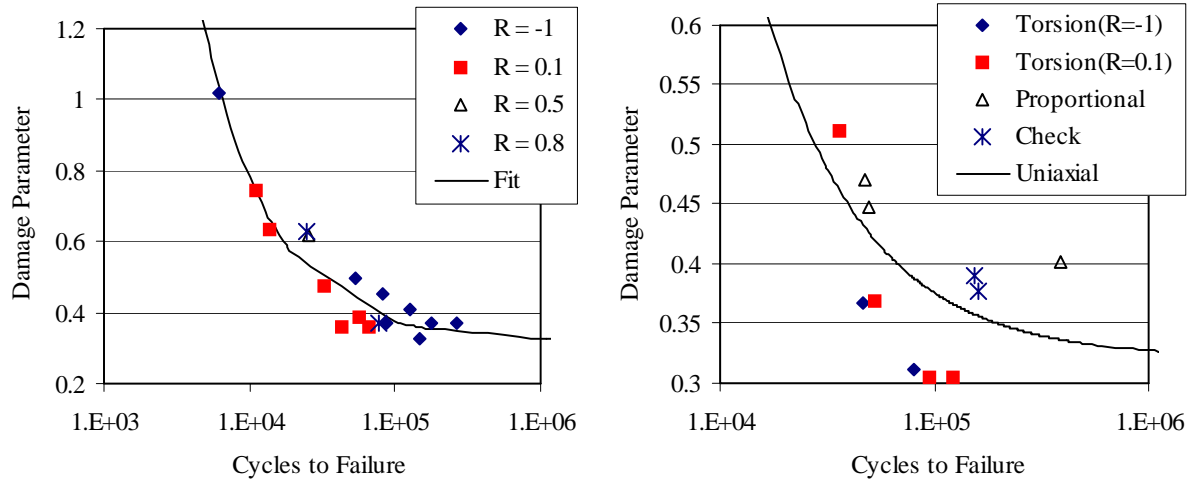 1.2
1
0.8
0.6
0.4
0.2
Damage Parameter
1.E+03
1.E+04
1.E+05
1.E+06
Cycles to Failure
R = -1
R = 0.1
R = 0.5
R = 0.8
Fit
0.6
0.55
0.5
0.45
0.4
0.35
0.3
Damage Parameter
1.E+04
1.E+05
1.E+06
Cycles to Failure
Torsion(R=-1)
Torsion(R=0.1)
Proportional
Check
Uniaxial